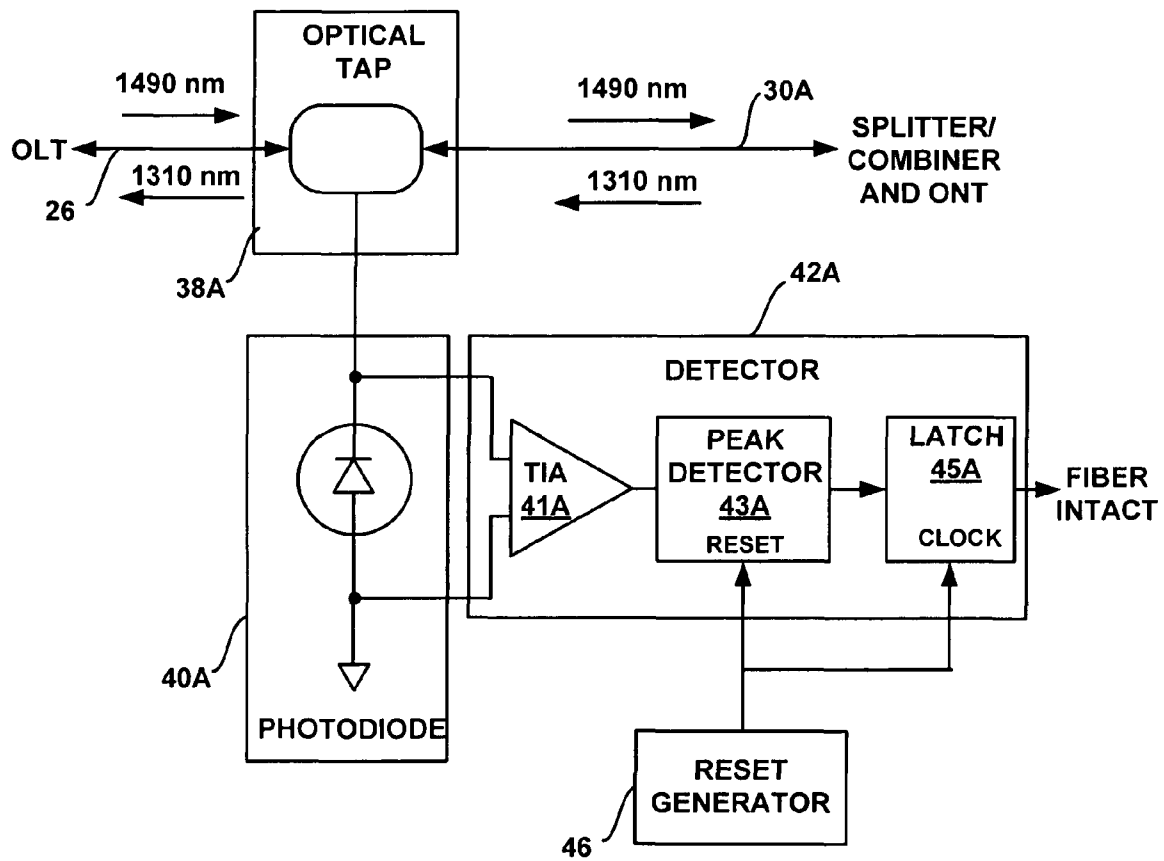 OPTICAL
TAP
1490 nm
1490 nm
30A
OLT
SPLITTER/
COMBINER
AND ONT
1310 nm
1310 nm
26
38A
42A
DETECTOR
TIA
41A
PEAK
DETECTOR
43A
RESET
LATCH
45A
CLOCK
FIBER
INTACT
40A
PHOTODIODE
RESET
GENERATOR
46